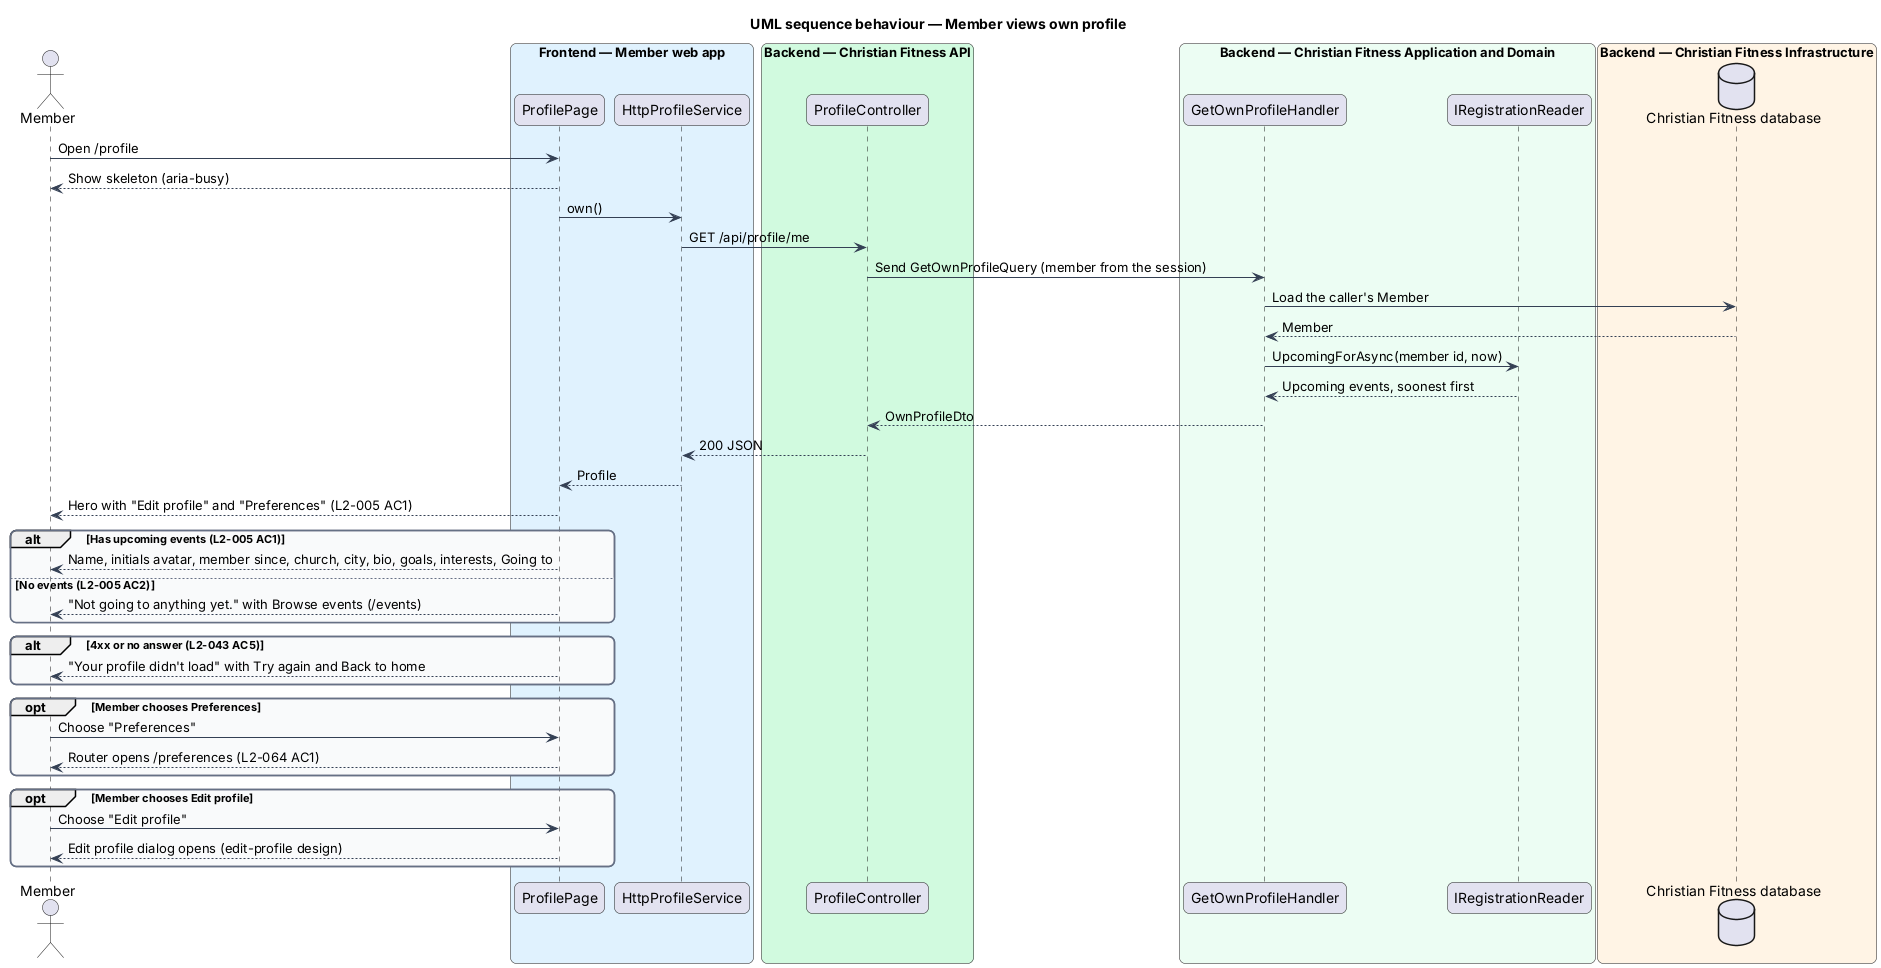 UML sequence behaviour — Member views own profile
Frontend — Member web app
Backend — Christian Fitness API
Backend — Christian Fitness Application and Domain
Backend — Christian Fitness Infrastructure
Member
ProfilePage
HttpProfileService
ProfileController
GetOwnProfileHandler
IRegistrationReader
Christian Fitness database
Open /profile
Show skeleton (aria-busy)
own()
GET /api/profile/me
Send GetOwnProfileQuery (member from the session)
Load the caller's Member
Member
UpcomingForAsync(member id, now)
Upcoming events, soonest first
OwnProfileDto
200 JSON
Profile
Hero with "Edit profile" and "Preferences" (L2-005 AC1)
alt
[Has upcoming events (L2-005 AC1)]
Name, initials avatar, member since, church, city, bio, goals, interests, Going to
[No events (L2-005 AC2)]
"Not going to anything yet." with Browse events (/events)
alt
[4xx or no answer (L2-043 AC5)]
"Your profile didn't load" with Try again and Back to home
opt
[Member chooses Preferences]
Choose "Preferences"
Router opens /preferences (L2-064 AC1)
opt
[Member chooses Edit profile]
Choose "Edit profile"
Edit profile dialog opens (edit-profile design)
Member
ProfilePage
HttpProfileService
ProfileController
GetOwnProfileHandler
IRegistrationReader
Christian Fitness database